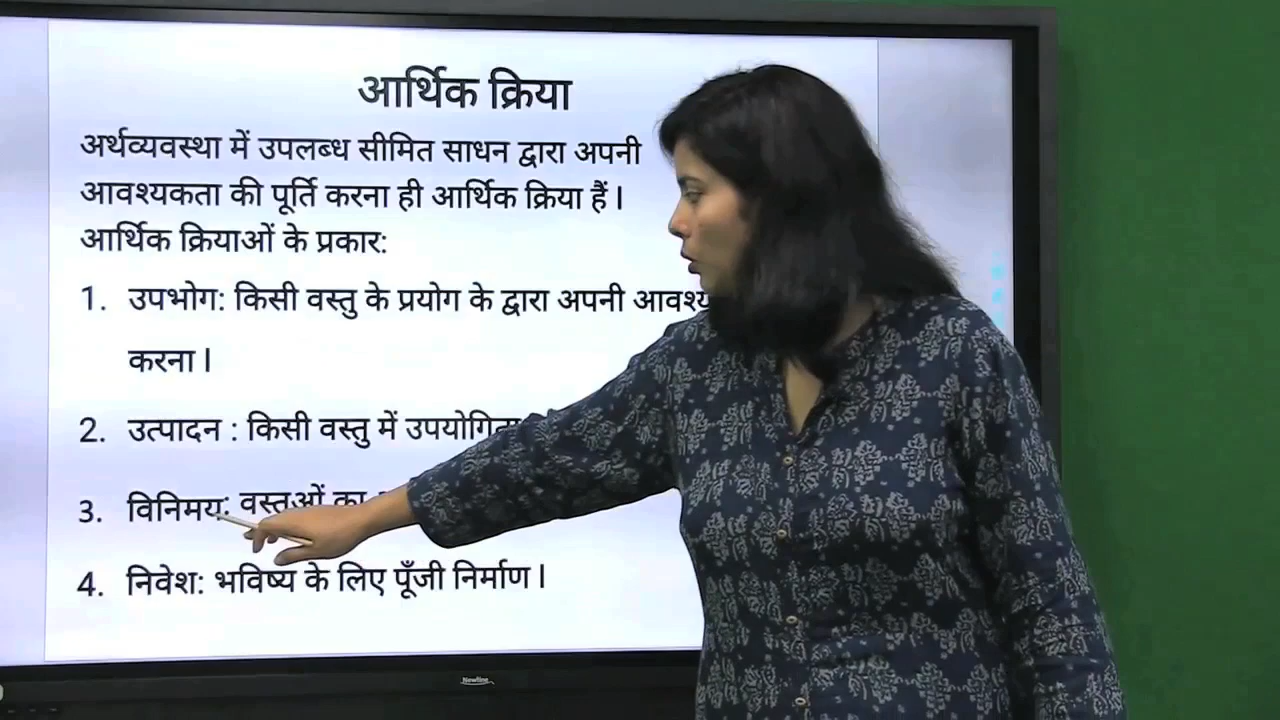 आर्थिक क्रिया
अर्थव्यवस्था में उपलब्ध सीमित साधन द्वारा अपनी
आवश्यकता की पूर्ति करना ही आर्थिक क्रिया हैं ।
आर्थिक क्रियाओं के प्रकार:
1. उपभोग: किसी वस्तु के प्रयोग के द्वारा अपनी
करना ।
2. उत्पादन : किसी वस्तु में
3. विनिमय: वस्तुओं का
4. निवेश: भविष्य के लिए पूँजी निर्माण ।
Newline